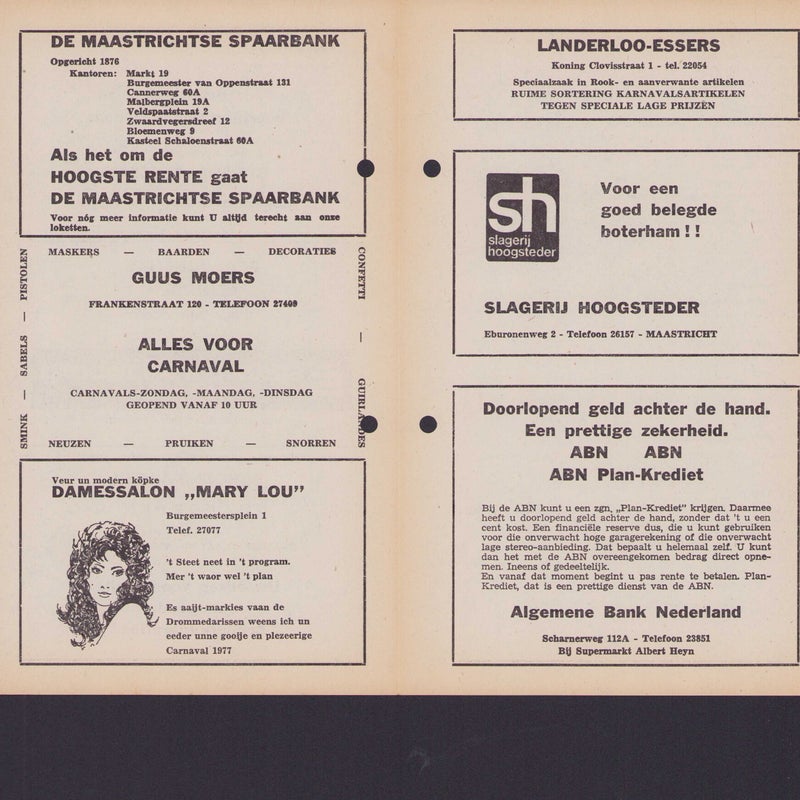 DE MAASTRICHTSE SPAARBANK
Opgericht 1876
Kantoren: Markt 19
Burgemeester van Oppenstraat 131
Cannerweg 60A
Malbergplein 19A
Veldspaatstraat 2
Zwaardvegersdreef 12
Bloemenweg 9
Kasteel Schaloenstraat 60A
Als het om de
HOOGSTE RENTE gaat
DE MAASTRICHTSE SPAARBANK
Voor nóg meer informatie kunt U altijd terecht aan onze
loketten.
MASKERS — BAARDEN — DECORATIES
SMINK — SABELS — PISTOLEN
CONFETTI — GUIRLANDES
GUUS MOERS
FRANKENSTRAAT 120 - TELEFOON 27409
ALLES VOOR
CARNAVAL
CARNAVALS-ZONDAG, -MAANDAG, -DINSDAG
GEOPEND VANAF 10 UUR
NEUZEN — PRUIKEN — SNORREN
Veur un modern köpke
DAMESSALON „MARY LOU”
Burgemeestersplein 1
Telef. 27077
't Steet neet in 't program.
Mer 't waor wel 't plan
Es aaijt-markies vaan de
Drommedarissen weens ich un
eeder unne gooije en plezeerige
Carnaval 1977
LANDERLOO-ESSERS
Koning Clovisstraat 1 - tel. 22054
Speciaalzaak in Rook- en aanverwante artikelen
RUIME SORTERING KARNAVALSARTIKELEN
TEGEN SPECIALE LAGE PRIJZEN
sh
slagerij
hoogsteder
Voor een
goed belegde
boterham !!
SLAGERIJ HOOGSTEDER
Eburonenweg 2 - Telefoon 26157 - MAASTRICHT
Doorlopend geld achter de hand.
Een prettige zekerheid.
ABN ABN
ABN Plan-Krediet
Bij de ABN kunt u een zgn. „Plan-Krediet" krijgen. Daarmee
heeft u doorlopend geld achter de hand, zonder dat 't u een
cent kost. Een financiële reserve dus, die u kunt gebruiken
voor die onverwacht hoge garagerekening of die onverwacht
lage stereo-aanbieding. Dat bepaalt u helemaal zelf. U kunt
dan het met de ABN overeengekomen bedrag direct opne-
men. Ineens of gedeeltelijk.
En vanaf dat moment begint u pas rente te betalen. Plan-
Krediet, dat is een prettige dienst van de ABN.
Algemene Bank Nederland
Scharnerweg 112A - Telefoon 23851
Bij Supermarkt Albert Heyn